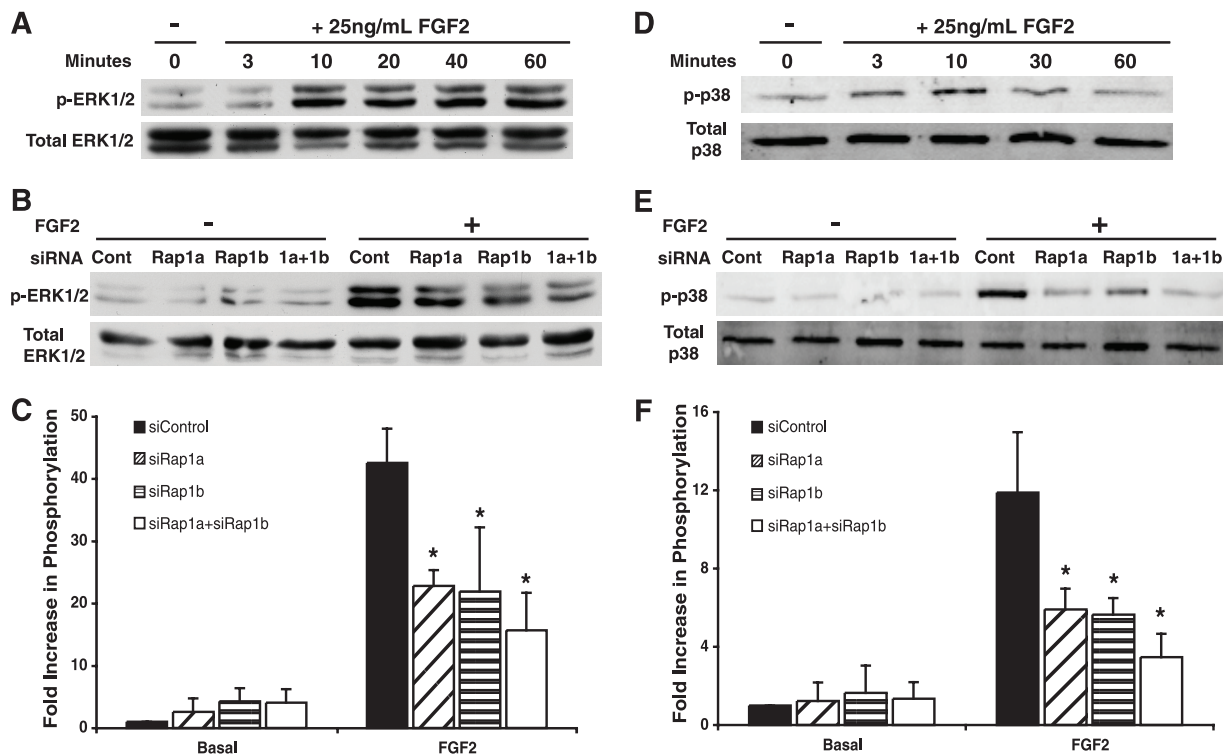 A
-
+ 25ng/mL FGF2
Minutes 0 3 10 20 40 60
p-ERK1/2
Total ERK1/2
B
FGF2 - +
siRNA Cont Rap1a Rap1b 1a+1b Cont Rap1a Rap1b 1a+1b
p-ERK1/2
Total
ERK1/2
C
Fold Increase in Phosphorylation
50
40
30
20
10
0
siControl
siRap1a
siRap1b
siRap1a+siRap1b
* * *
Basal FGF2
D
-
+ 25ng/mL FGF2
Minutes 0 3 10 30 60
p-p38
Total
p38
E
FGF2 - +
siRNA Cont Rap1a Rap1b 1a+1b Cont Rap1a Rap1b 1a+1b
p-p38
Total
p38
F
Fold Increase in Phosphorylation
16
12
8
4
0
siControl
siRap1a
siRap1b
siRap1a+siRap1b
* * *
Basal FGF2